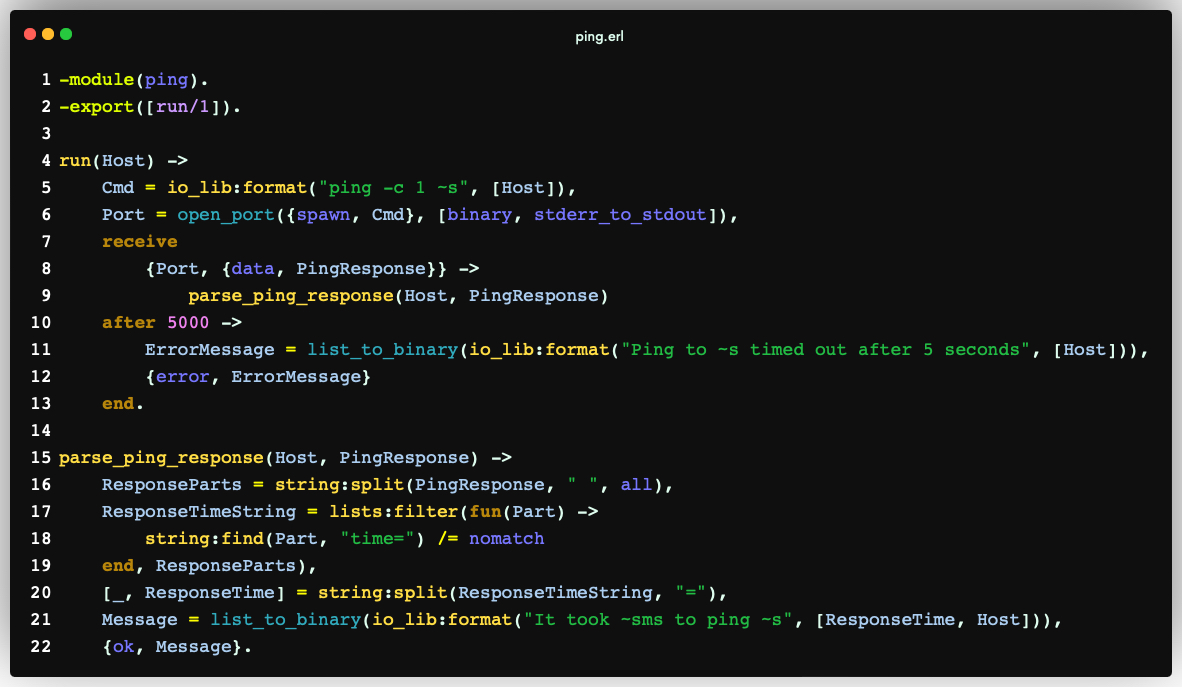 ping.erl
1 -module(ping).
2 -export([run/1]).
3
4 run(Host) ->
5     Cmd = io_lib:format("ping -c 1 ~s", [Host]),
6     Port = open_port({spawn, Cmd}, [binary, stderr_to_stdout]),
7     receive
8         {Port, {data, PingResponse}} ->
9             parse_ping_response(Host, PingResponse)
10     after 5000 ->
11         ErrorMessage = list_to_binary(io_lib:format("Ping to ~s timed out after 5 seconds", [Host])),
12         {error, ErrorMessage}
13     end.
14
15 parse_ping_response(Host, PingResponse) ->
16     ResponseParts = string:split(PingResponse, " ", all),
17     ResponseTimeString = lists:filter(fun(Part) ->
18         string:find(Part, "time=") /= nomatch
19     end, ResponseParts),
20     [_, ResponseTime] = string:split(ResponseTimeString, "="),
21     Message = list_to_binary(io_lib:format("It took ~sms to ping ~s", [ResponseTime, Host])),
22     {ok, Message}.